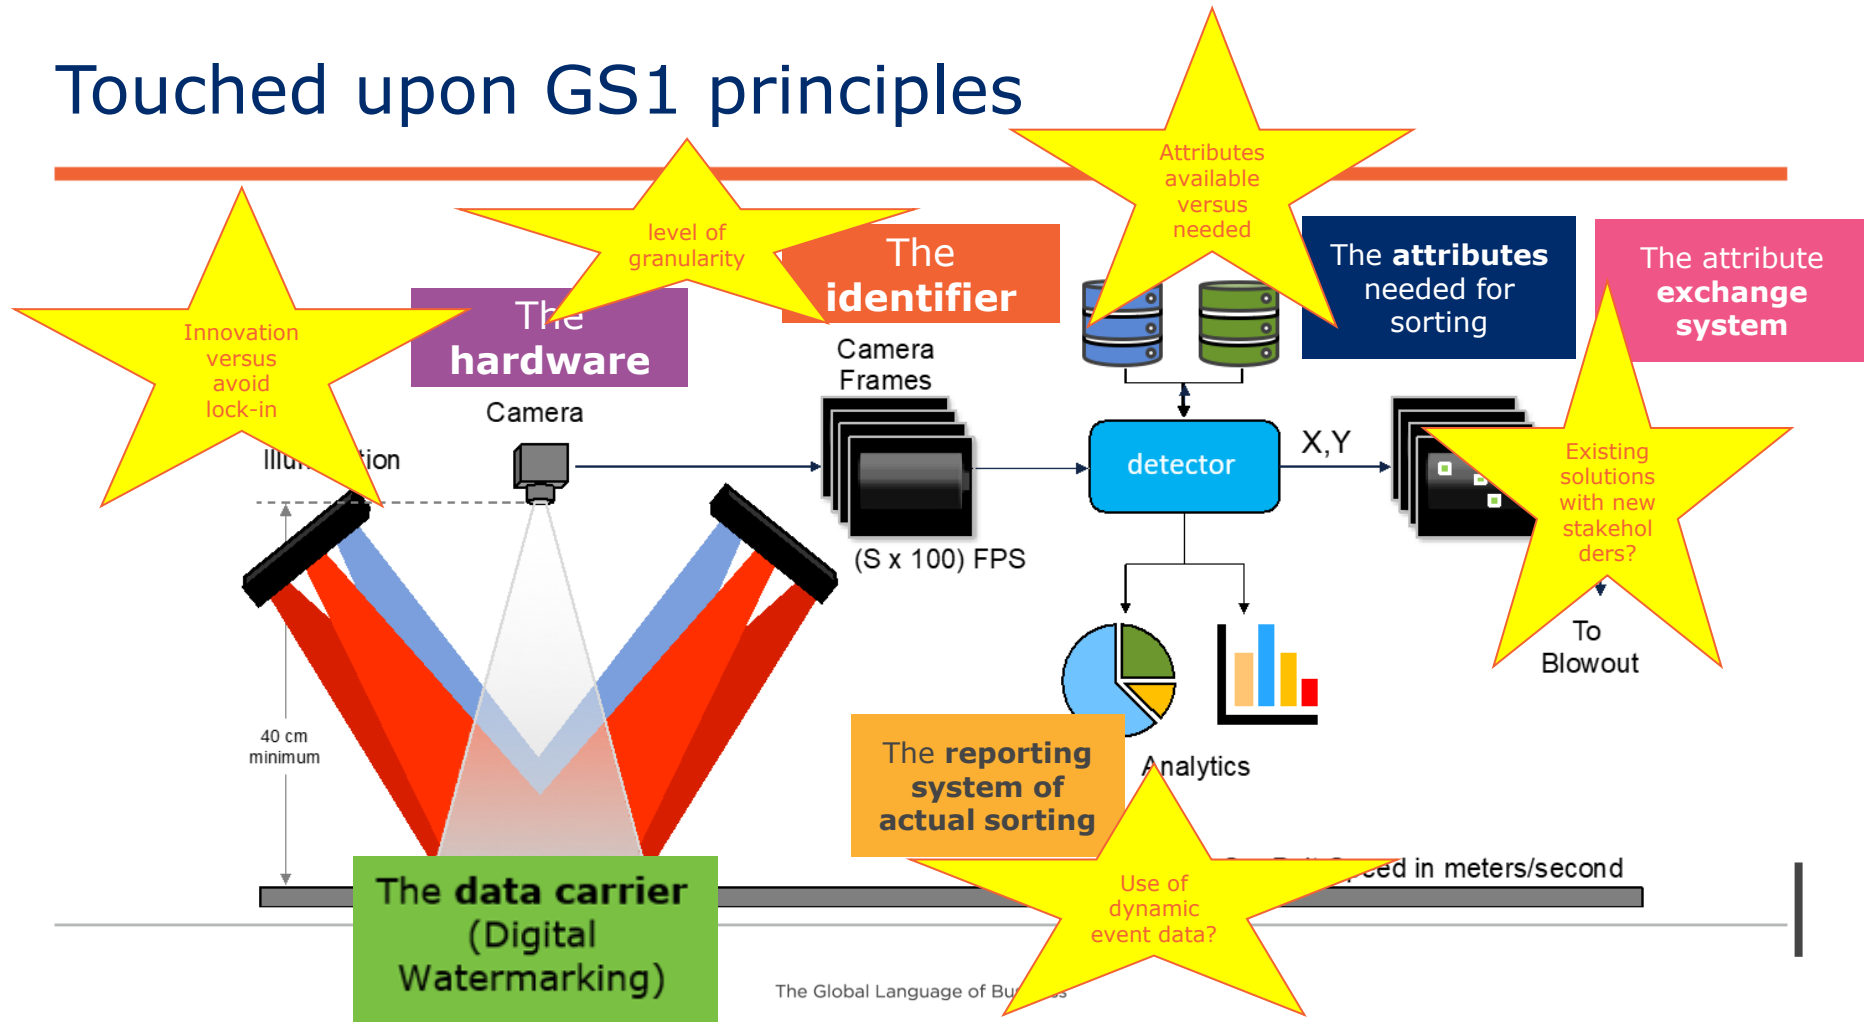 Touched upon GS1 principles
Attributes
available
versus
needed
level of
granularity
The
identifier
The attributes
needed for
sorting
The attribute
exchange
system
Innovation
versus
avoid
lock-in
The
hardware
Camera
Frames
Camera
detector
X,Y
(S x 100) FPS
Existing
solutions
with new
stakehol
ders?
To
Blowout
40 cm
minimum
The reporting
system of
actual sorting
Analytics
in meters/second
Use of
dynamic
event data?
The data carrier
(Digital
Watermarking)
The Global Language of